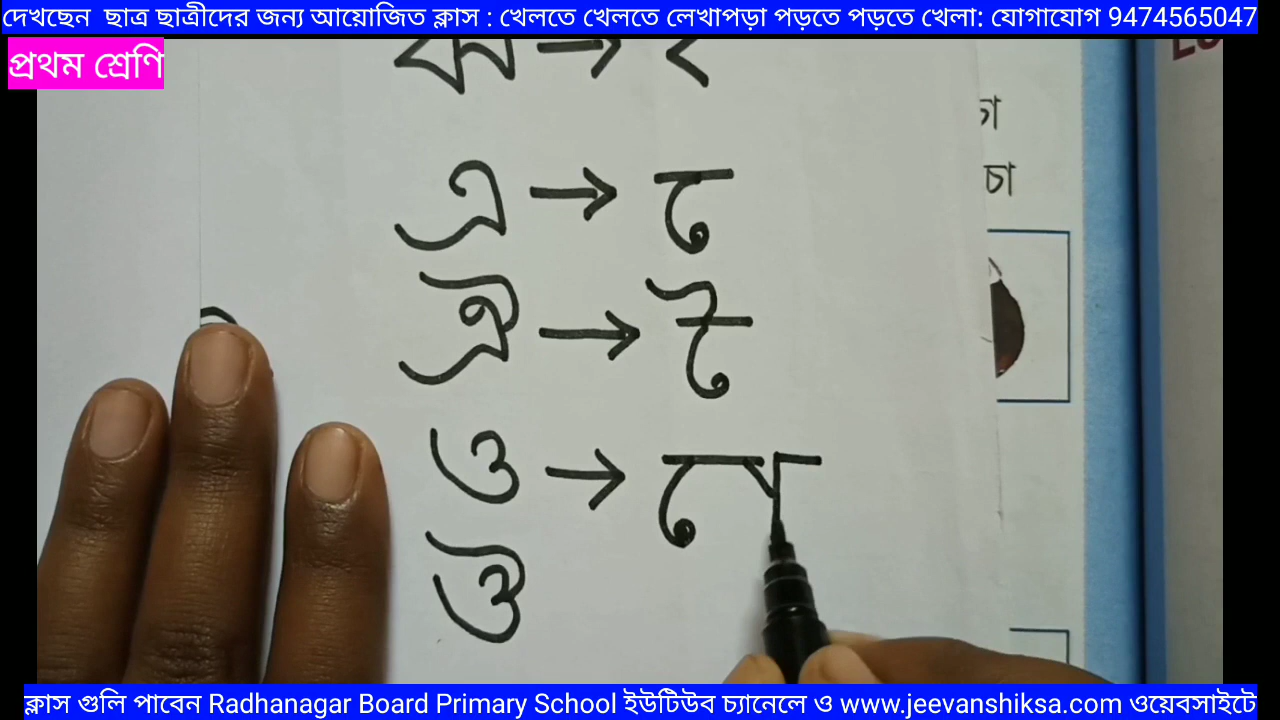 দেখছেন ছাত্র ছাত্রীদের জন্য আয়োজিত ক্লাস : খেলতে খেলতে লেখাপড়া পড়তে পড়তে খেলা: যোগাযোগ 9474565047
প্রথম শ্রেণি
এ → ে
ঐ → ৈ
ও → ো
ঔ
চা
ক্লাস গুলি পাবেন Radhanagar Board Primary School ইউটিউব চ্যানেলে ও www.jeevanshiksa.com ওয়েবসাইটে